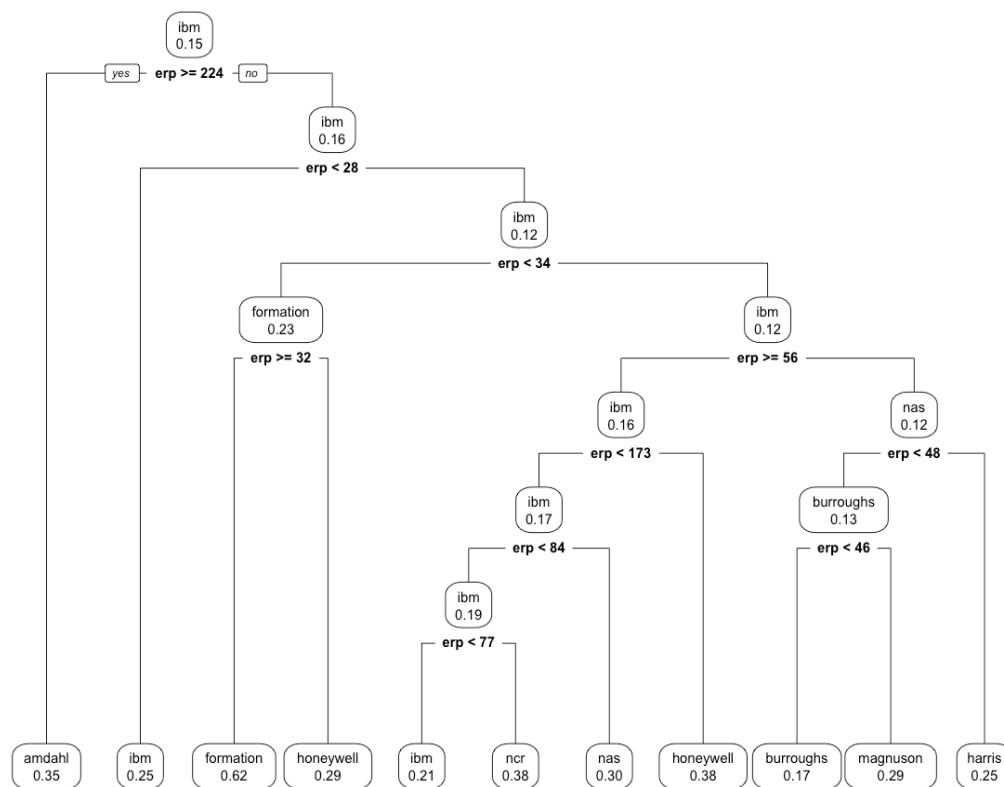 ibm
0.15
yes erp >= 224 no
ibm
0.16
erp < 28
ibm
0.12
erp < 34
formation
0.23
ibm
0.12
erp >= 32
erp >= 56
ibm
0.16
nas
0.12
erp < 173
erp < 48
ibm
0.17
burroughs
0.13
erp < 84
erp < 46
ibm
0.19
erp < 77
amdahl
0.35
ibm
0.25
formation
0.62
honeywell
0.29
ibm
0.21
ncr
0.38
nas
0.30
honeywell
0.38
burroughs
0.17
magnuson
0.29
harris
0.25